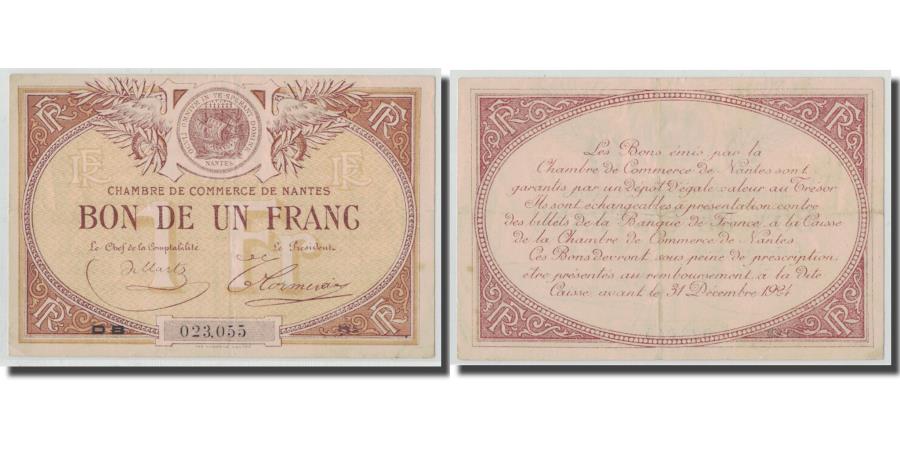 NANTES
CHAMBRE DE COMMERCE DE NANTES
BON DE UN FRANC
Le Chef de la Comptabilité Le Président
1F
DB 023,055
Les Bons émis par la
Chambre de Commerce de Nantes sont
garantis par un dépot d'égale valeur au Trésor
Ils sont échangeables à présentation contre
des billets de la Banque de France, à la Caisse
de la Chambre de Commerce de Nantes.
Ces Bons devront, sous peine de prescription,
être présentés au remboursement à la dite
Caisse, avant le 31 Décembre 1924